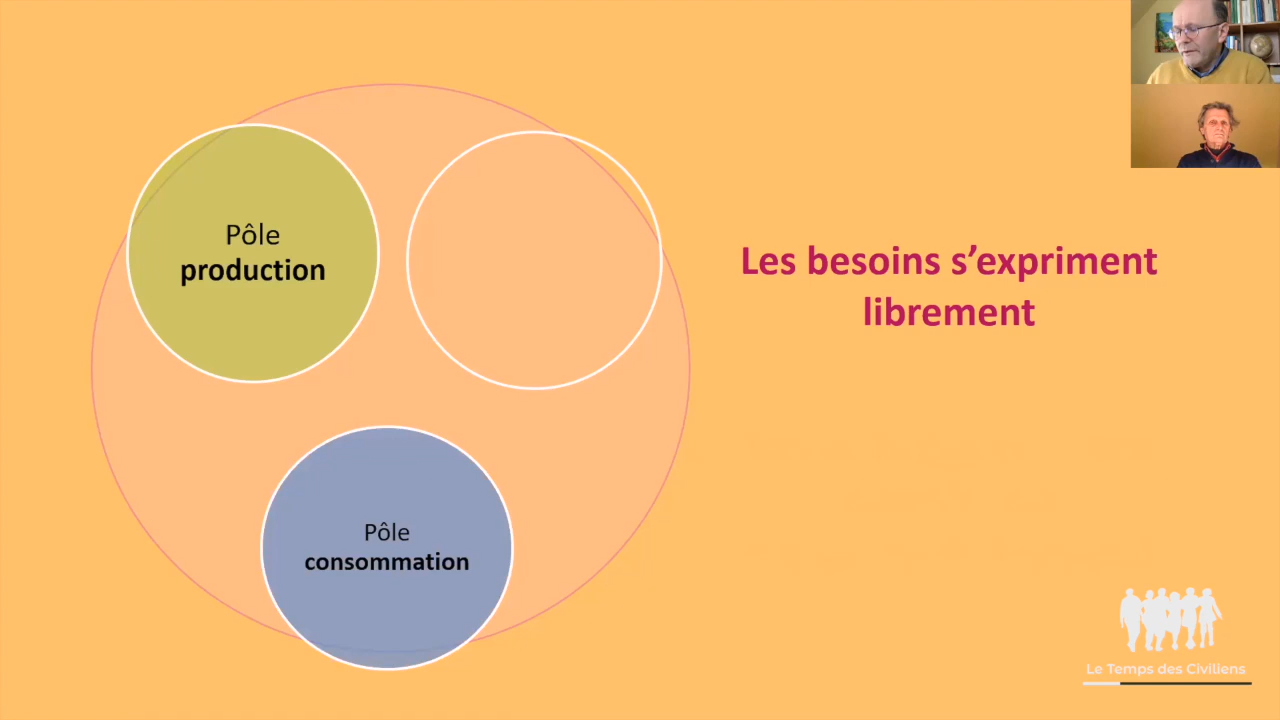 Pôle
production
Les besoins s’expriment
librement
Pôle
consommation
Le Temps des Civiliens